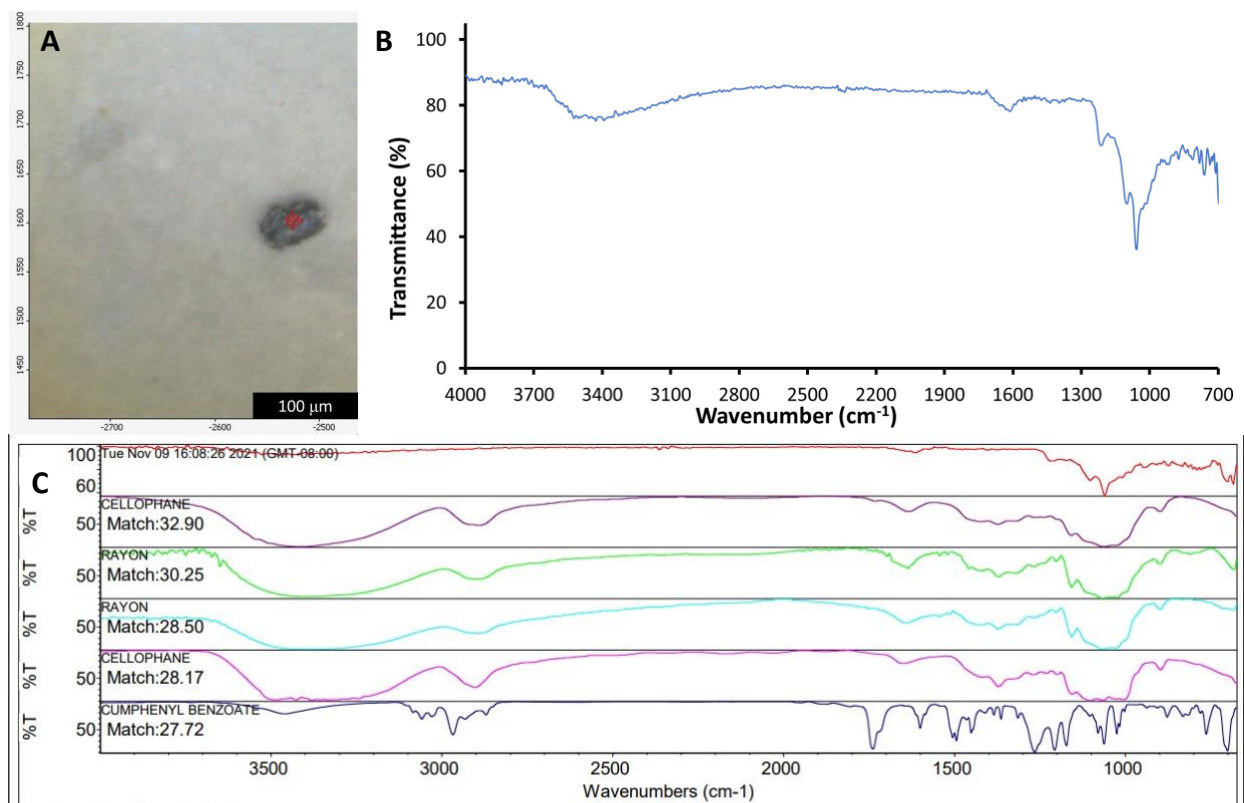 A
1800
1750
1700
1650
1600
1550
1500
1450
-2700
-2600
-2500
100 μm
B
Transmittance (%)
100
80
60
40
20
0
4000 3700 3400 3100 2800 2500 2200 1900 1600 1300 1000 700
Wavenumber (cm-1)
C
100
60
Tue Nov 09 16:08:26 2021 (GMT-08:00)
%T
50
CELLOPHANE
Match:32.90
%T
50
RAYON
Match:30.25
%T
50
RAYON
Match:28.50
%T
50
CELLOPHANE
Match:28.17
%T
50
CUMPHENYL BENZOATE
Match:27.72
3500 3000 2500 2000 1500 1000
Wavenumbers (cm-1)